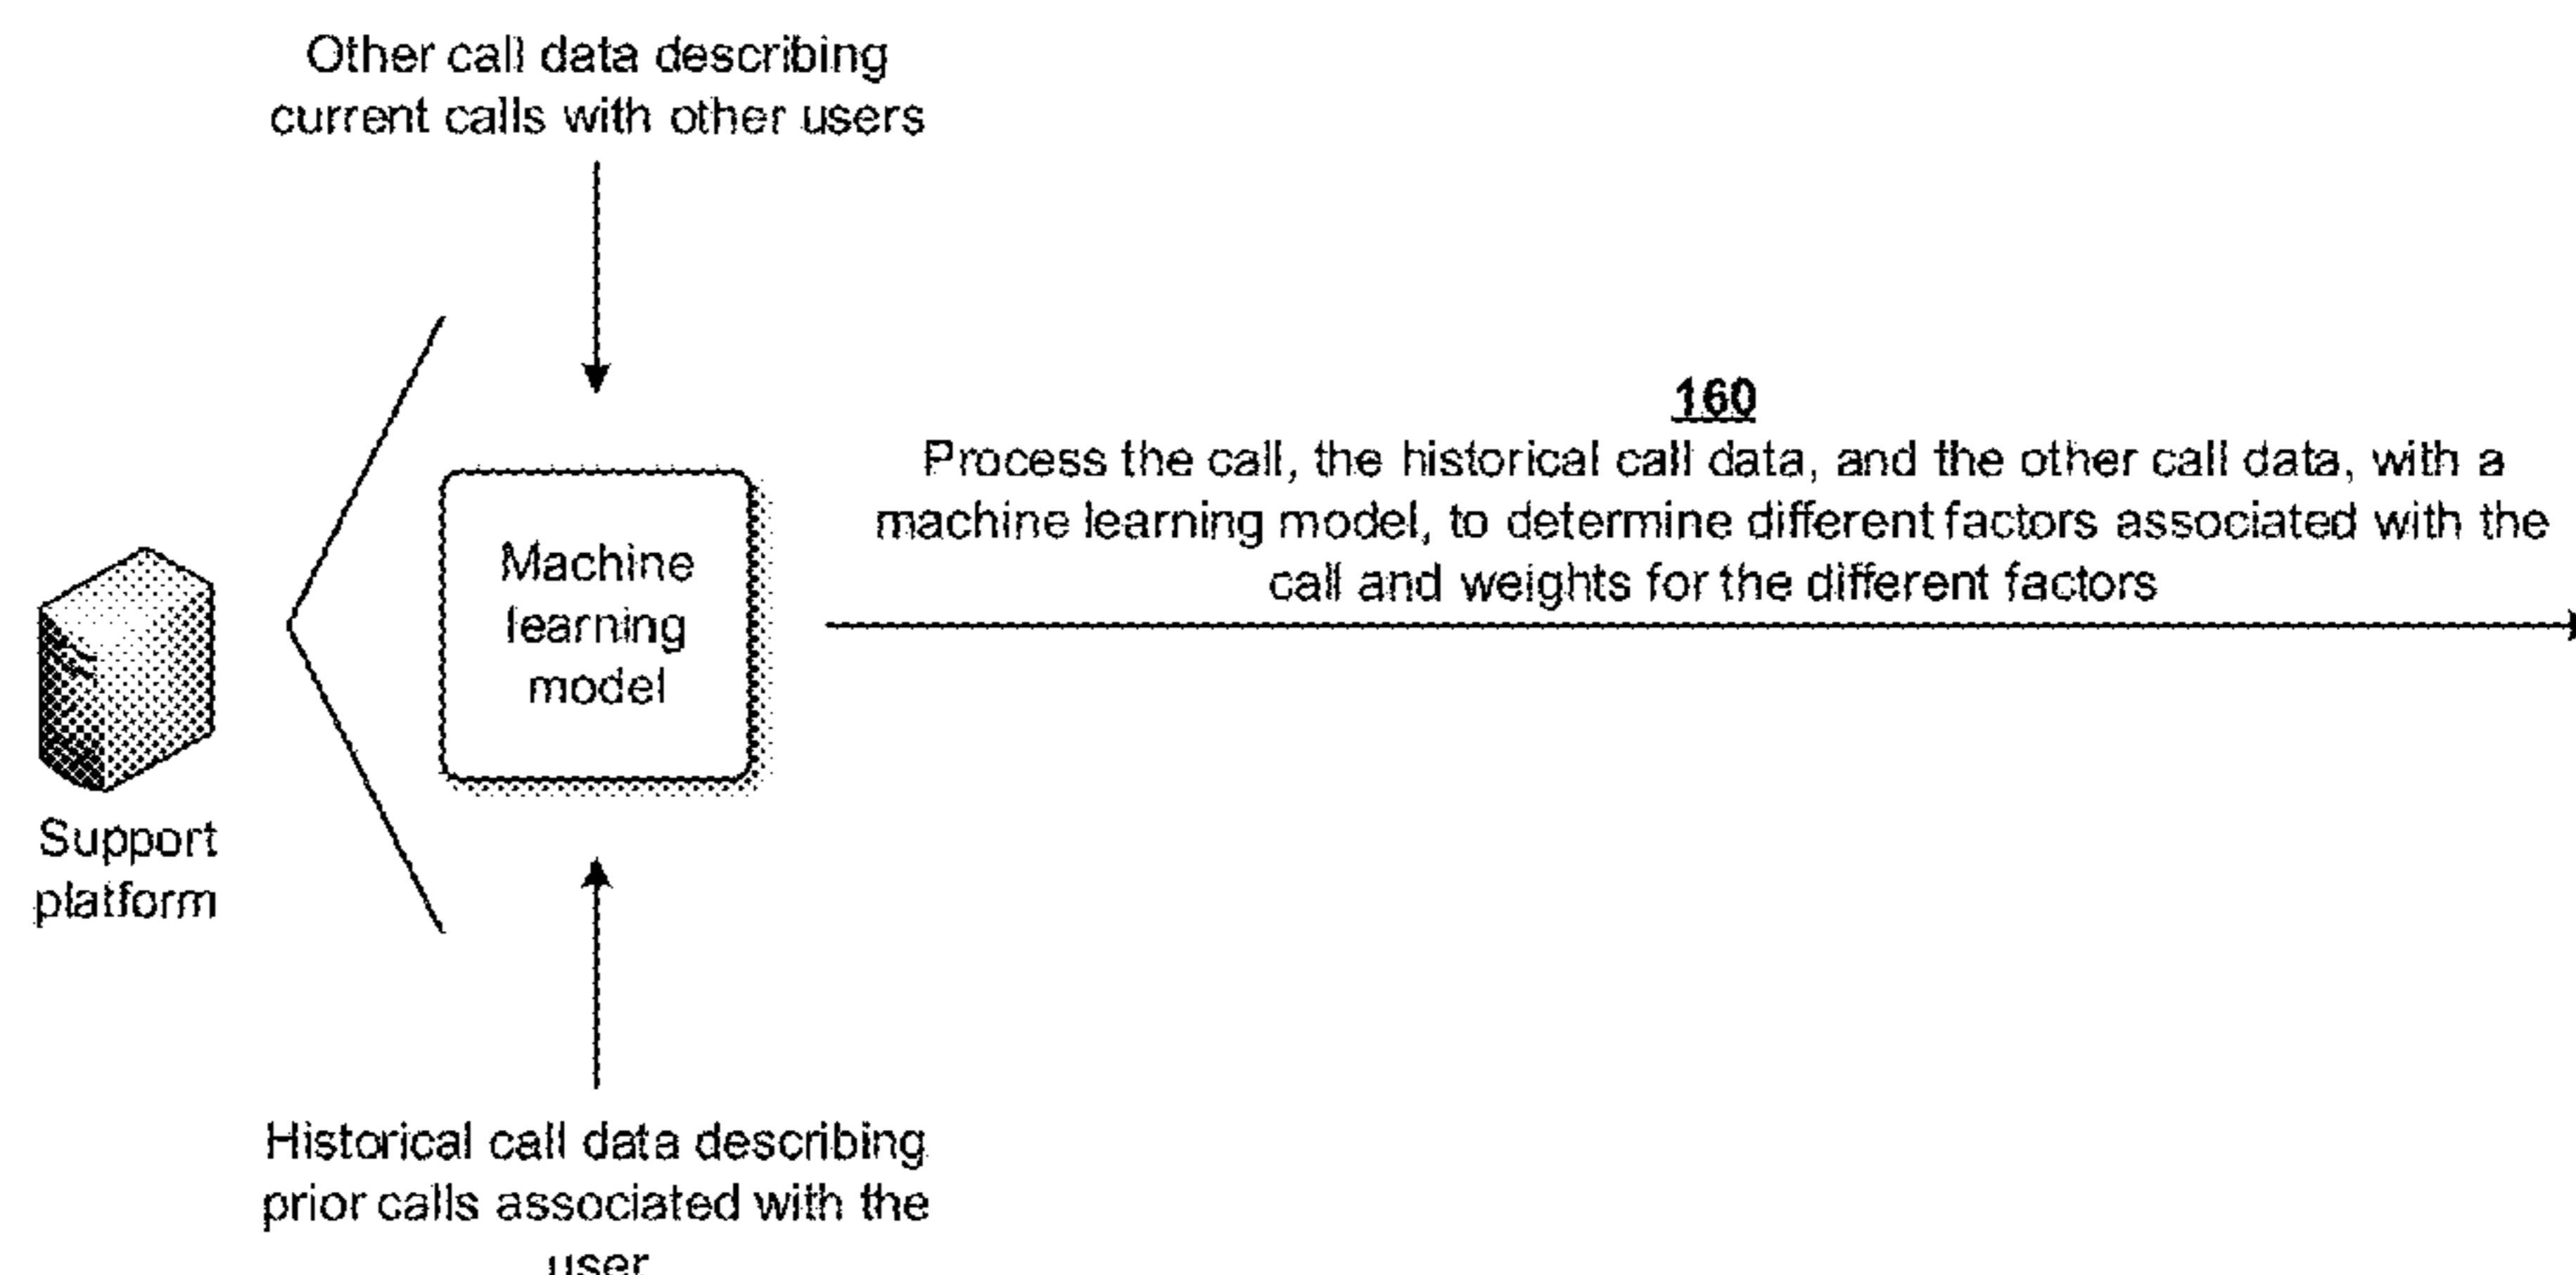 Other call data describing
current calls with other users
160
Process the call, the historical call data, and the other call data, with a
machine learning model, to determine different factors associated with the
call and weights for the different factors
Machine
learning
model
Support
platform
Historical call data describing
prior calls associated with the
user